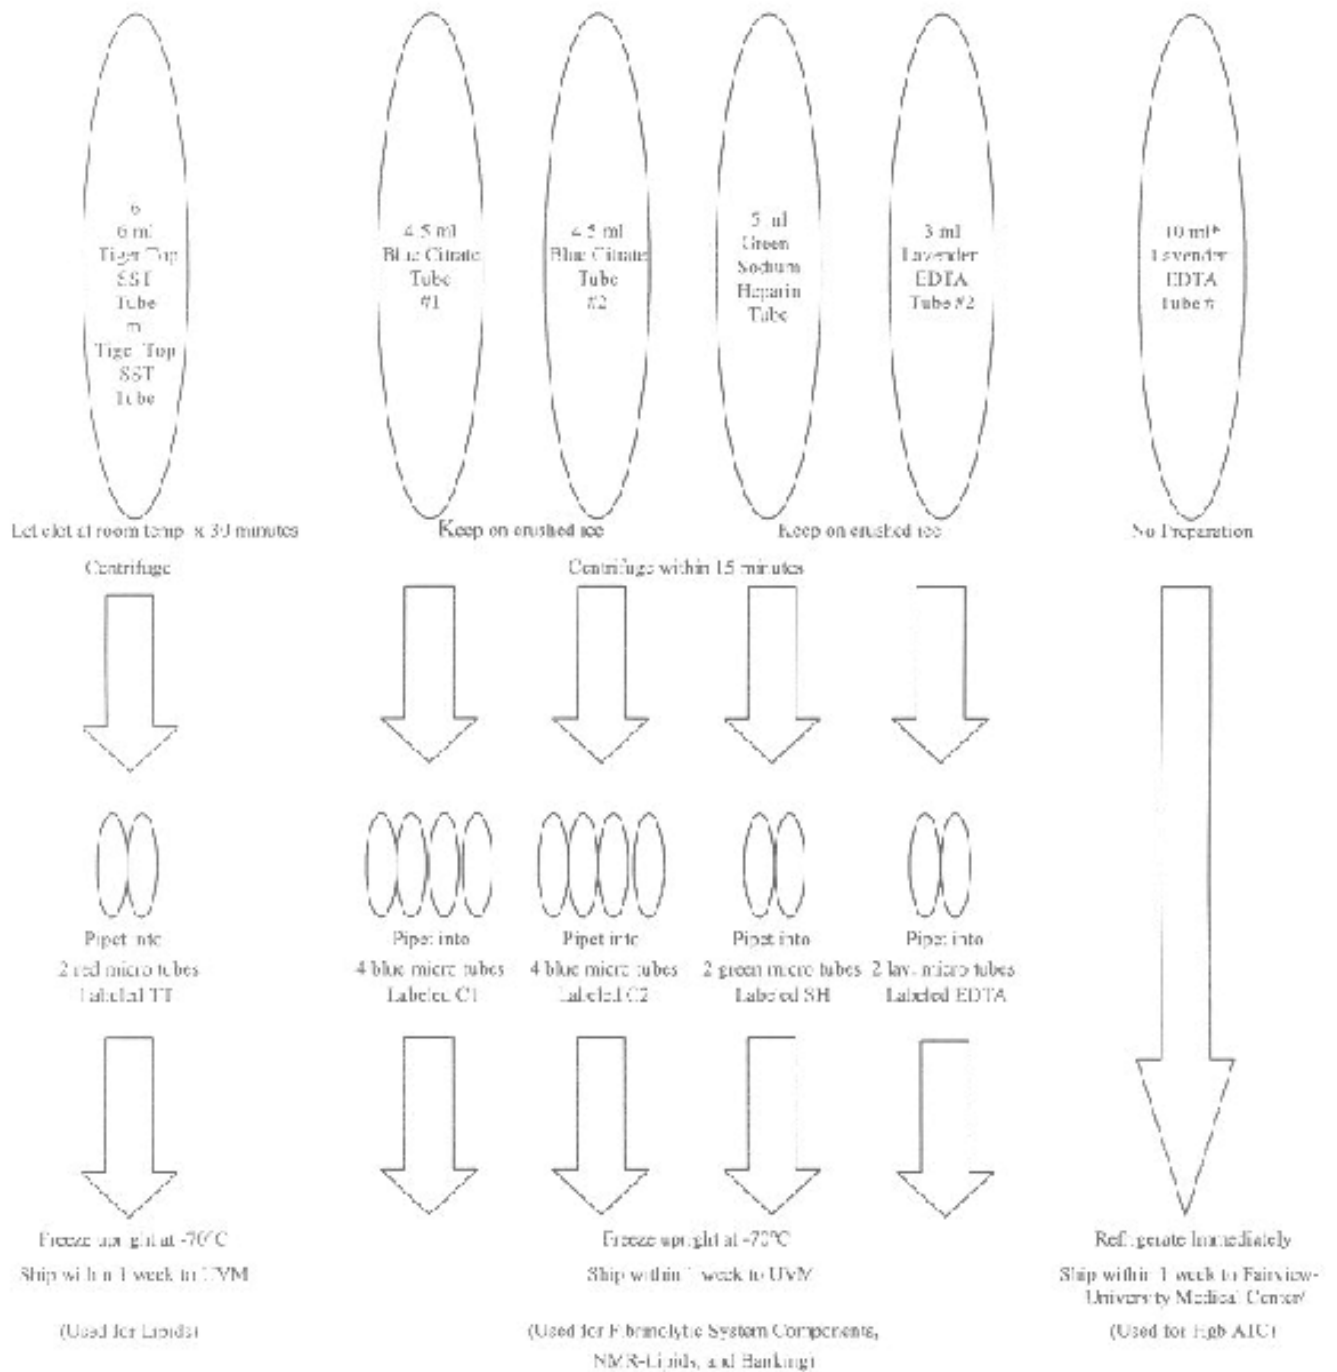 6
6 ml
Tiger Top
SST
Tube
m
Tiger Top
SST
Tube
4.5 ml
Blue Citrate
Tube
#1
4.5 ml
Blue Citrate
Tube
#2
5 ml
Green
Sodium
Heparin
Tube
3 ml
Lavender
EDTA
Tube #2
10 ml*
Lavender
EDTA
Tube #
Let clot at room temp. x 30 minutes
Keep on crushed ice
Keep on crushed ice
No Preparation
Centrifuge
Centrifuge within 15 minutes
Pipet into
2 red micro tubes
Labeled TT
Pipet into
4 blue micro tubes
Labeled C1
Pipet into
4 blue micro tubes
Labeled C2
Pipet into
2 green micro tubes
Labeled SH
Pipet into
2 lav. micro tubes
Labeled EDTA
Freeze upright at -70°C
Ship within 1 week to UVM
(Used for Lipids)
Freeze upright at -70°C
Ship within 1 week to UVM
(Used for Fibrinolytic System Components,
NMR-Lipids, and Banking)
Refrigerate Immediately
Ship within 1 week to Fairview-
University Medical Center/
(Used for Hgb A1C)